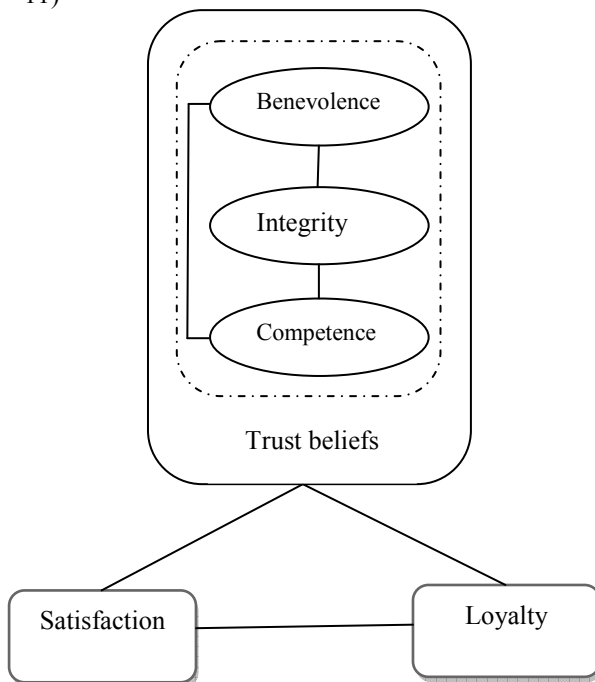 Benevolence
Integrity
Competence
Trust beliefs
Satisfaction
Loyalty